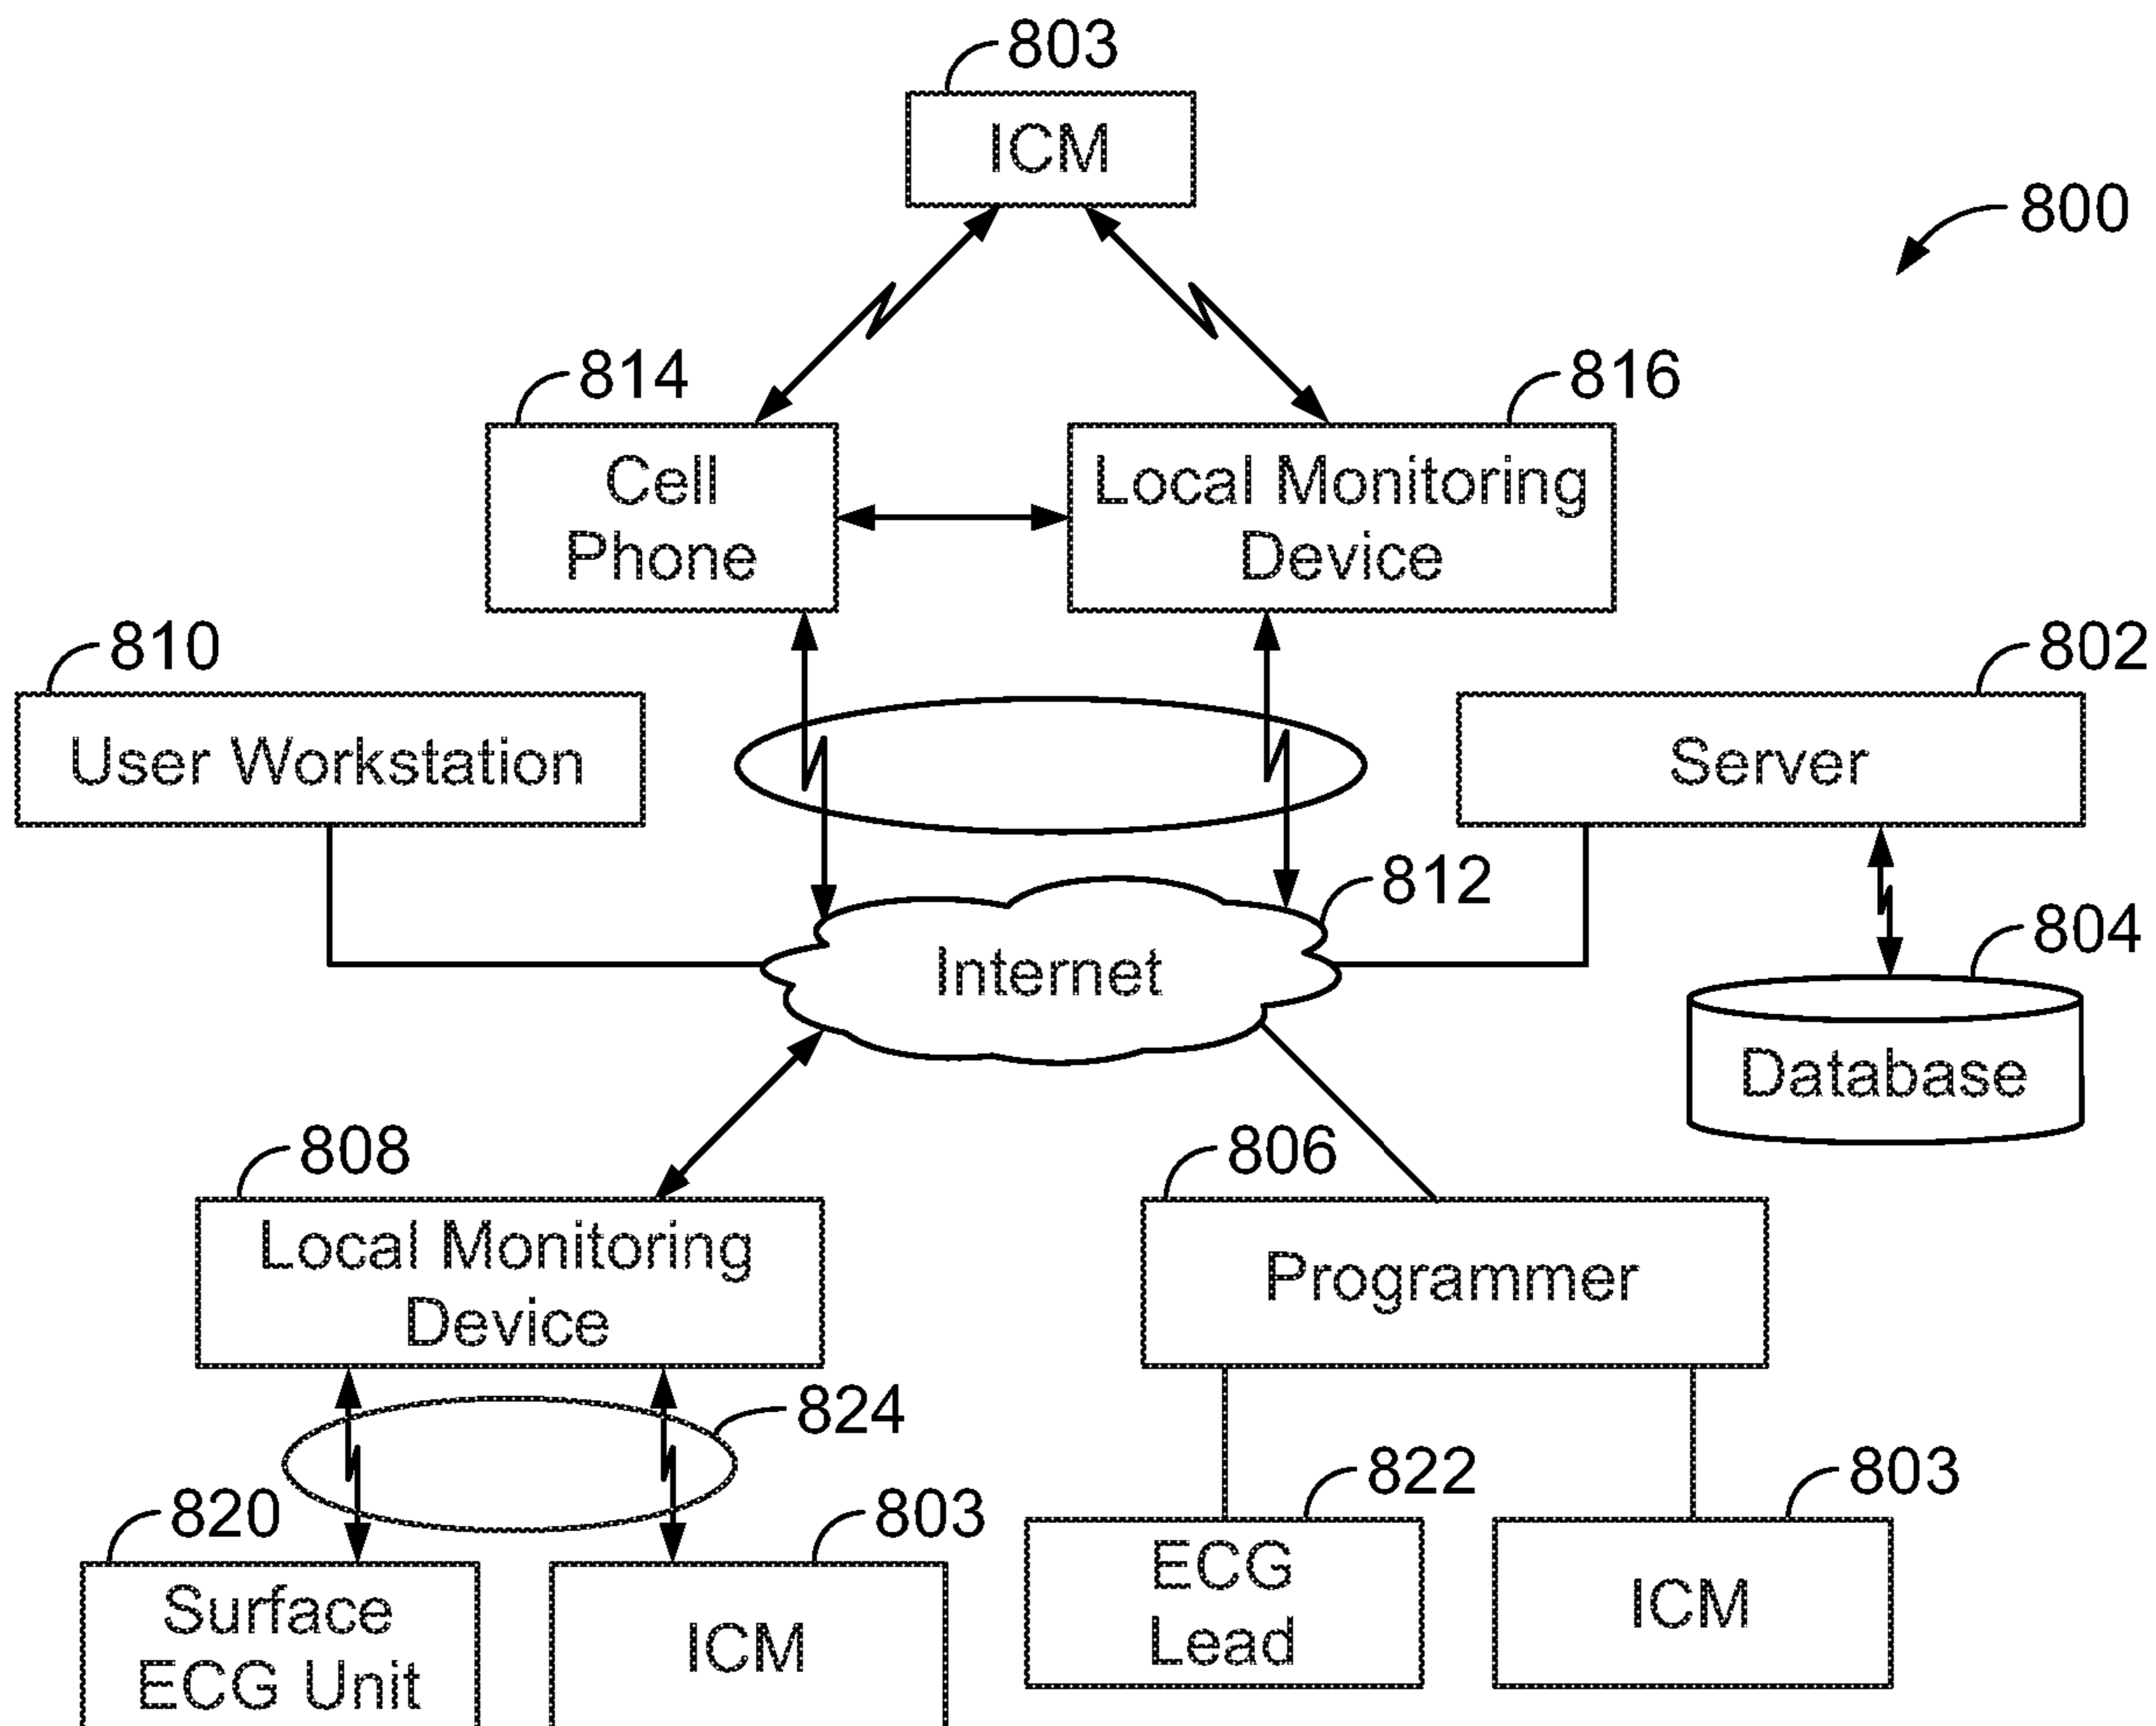 803
ICM
800
814
816
Cell
Phone
Local Monitoring
Device
810
802
User Workstation
Server
812
804
Internet
Database
808
806
Local Monitoring
Device
Programmer
824
822
803
820
803
ECG
Lead
ICM
Surface
ECG Unit
ICM